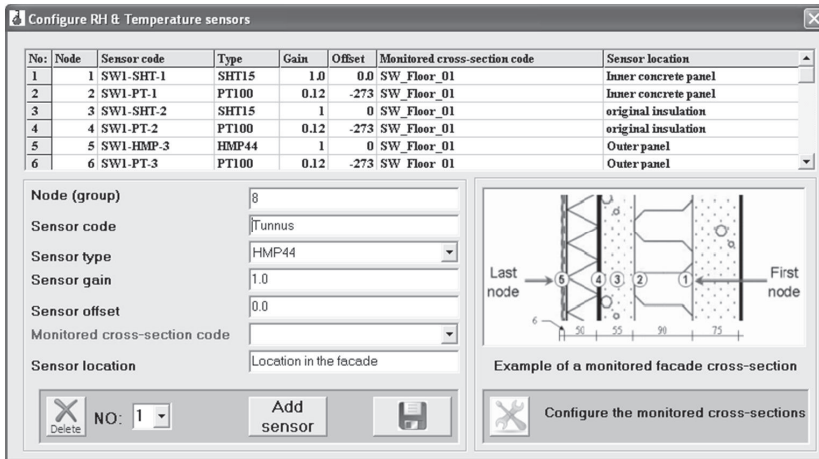 Configure RH & Temperature sensors
No: Node Sensor code Type Gain Offset Monitored cross-section code Sensor location
1 1 SW1-SHT-1 SHT15 1.0 0.0 SW_Floor_01 Inner concrete panel
2 2 SW1-PT-1 PT100 0.12 -273 SW_Floor_01 Inner concrete panel
3 3 SW1-SHT-2 SHT15 1 0 SW_Floor_01 original insulation
4 4 SW1-PT-2 PT100 0.12 -273 SW_Floor_01 original insulation
5 5 SW1-HMP-3 HMP44 1 0 SW_Floor_01 Outer panel
6 6 SW1-PT-3 PT100 0.12 -273 SW_Floor_01 Outer panel
Node (group) 8
Sensor code Tunnus
Sensor type HMP44
Sensor gain 1.0
Sensor offset 0.0
Monitored cross-section code
Sensor location Location in the facade
Delete NO: 1 Add sensor
Last node 5 4 3 2 1 First node
6 50 55 90 75
Example of a monitored facade cross-section
Configure the monitored cross-sections